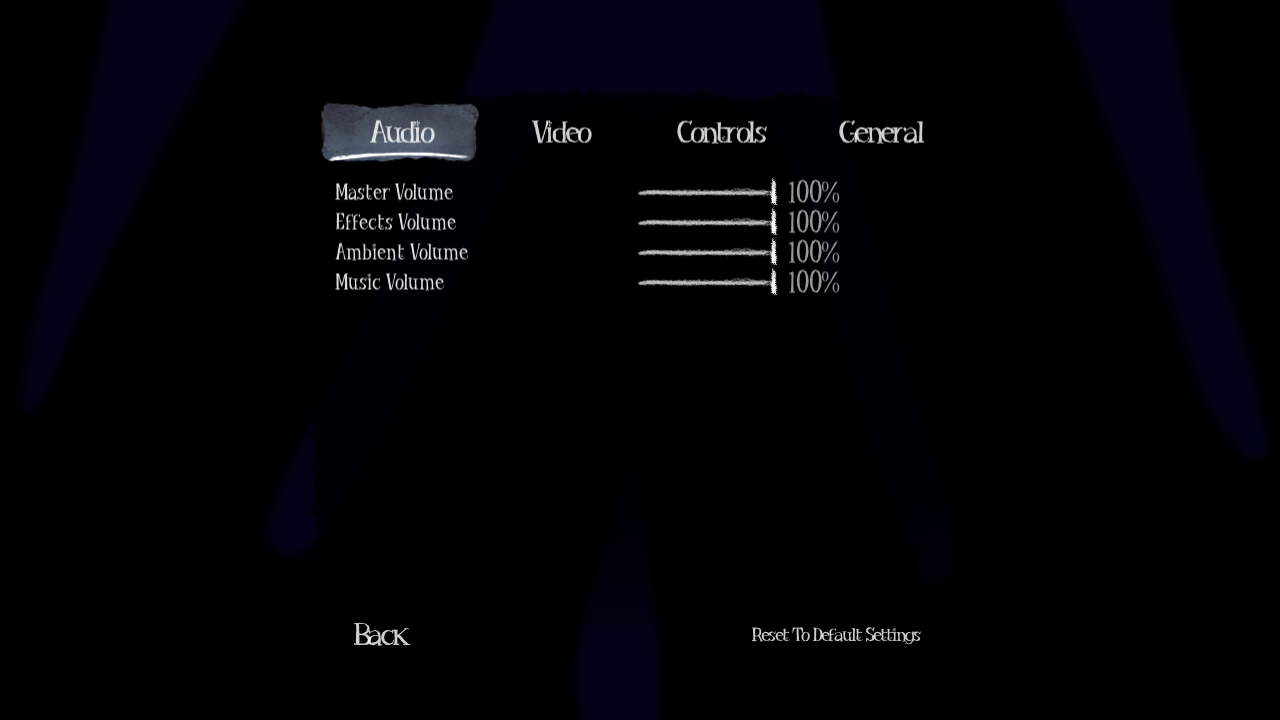 Audio Video Controls General
Master Volume 100%
Effects Volume 100%
Ambient Volume 100%
Music Volume 100%
Back Reset To Default Settings